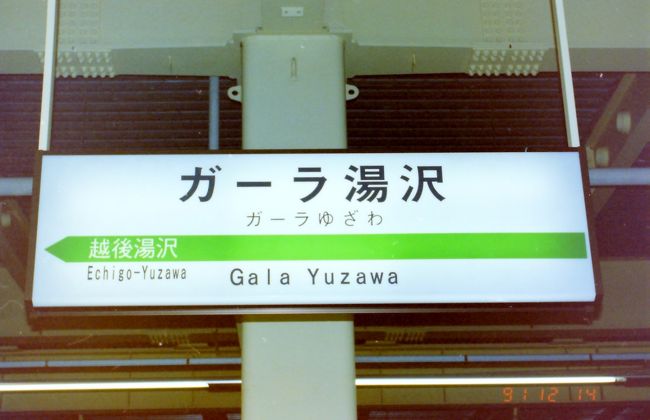 ガーラ湯沢
ガーラゆざわ
越後湯沢
Echigo-Yuzawa
Gala Yuzawa
91 12 14